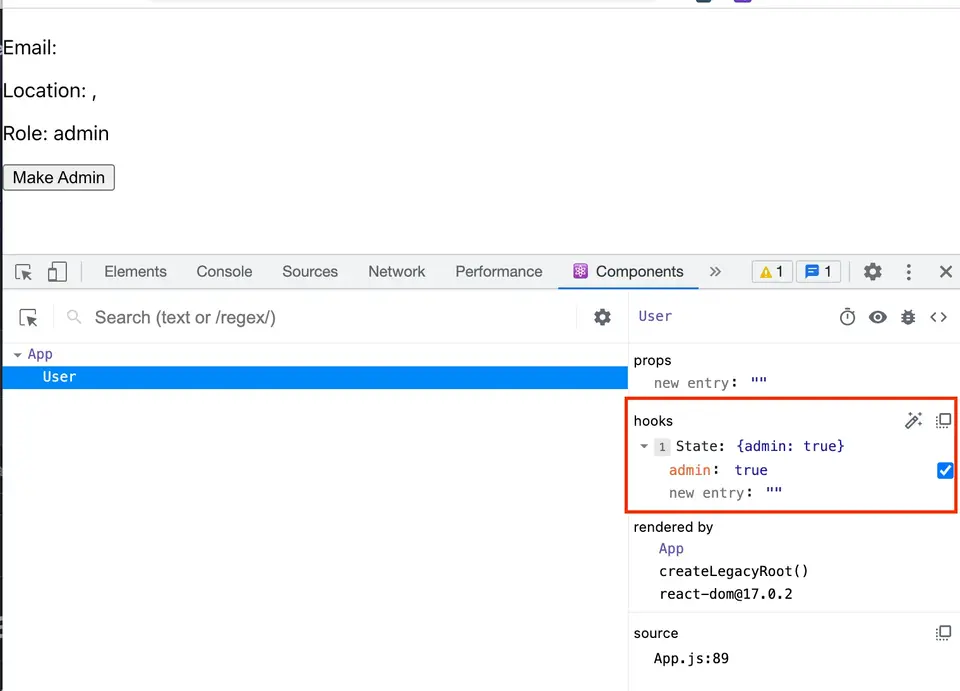 Email:
Location: ,
Role: admin
Make Admin
Elements Console Sources Network Performance Components » 1 1
Search (text or /regex/)
User
App
User
props
new entry: ""
hooks
1 State: {admin: true}
admin: true
new entry: ""
rendered by
App
createLegacyRoot()
react-dom@17.0.2
source
App.js:89